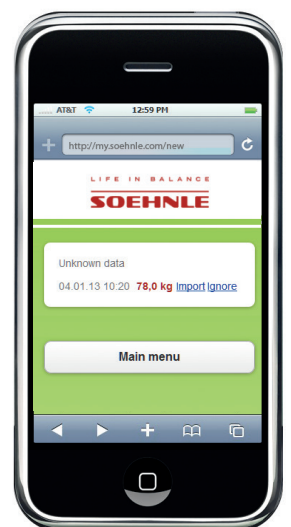 AT&T 12:59 PM
http://my.soehnle.com/new
LIFE IN BALANCE
SOEHNLE
Unknown data
04.01.13 10:20 78,0 kg Import Ignore
Main menu